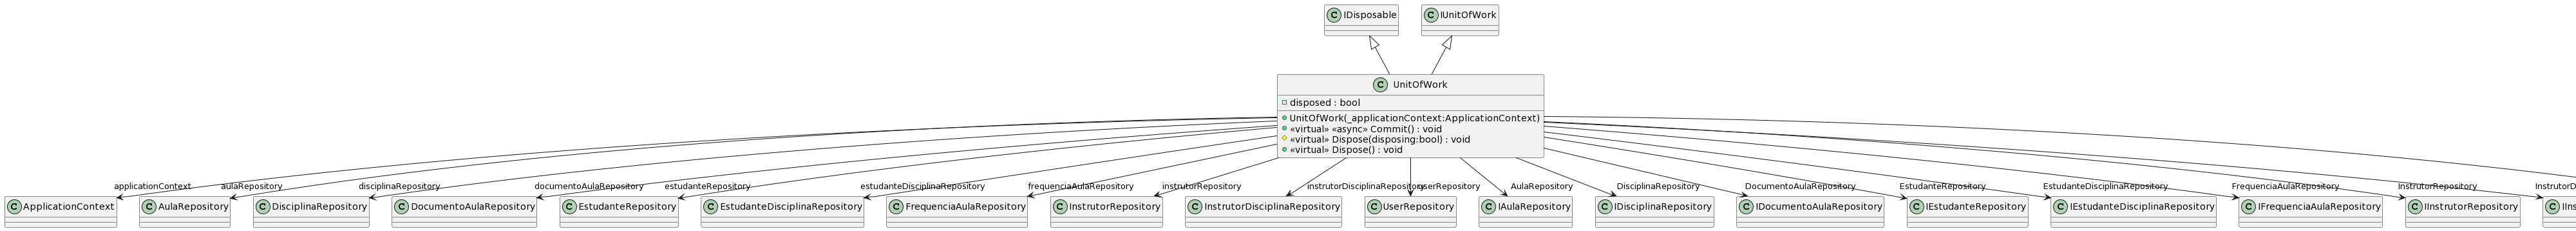 C IDisposable
C IUnitOfWork
C UnitOfWork
disposed : bool
UnitOfWork(_applicationContext:ApplicationContext)
«virtual» «async» Commit() : void
«virtual» Dispose(disposing:bool) : void
«virtual» Dispose() : void
applicationContext
aulaRepository
disciplinaRepository
documentoAulaRepository
estudanteRepository
estudanteDisciplinaRepository
frequenciaAulaRepository
instrutorRepository
instrutorDisciplinaRepository
userRepository
AulaRepository
DisciplinaRepository
DocumentoAulaRepository
EstudanteRepository
EstudanteDisciplinaRepository
FrequenciaAulaRepository
InstrutorRepository
InstrutorD
C ApplicationContext
C AulaRepository
C DisciplinaRepository
C DocumentoAulaRepository
C EstudanteRepository
C EstudanteDisciplinaRepository
C FrequenciaAulaRepository
C InstrutorRepository
C InstrutorDisciplinaRepository
C UserRepository
C IAulaRepository
C IDisciplinaRepository
C IDocumentoAulaRepository
C IEstudanteRepository
C IEstudanteDisciplinaRepository
C IFrequenciaAulaRepository
C IInstrutorRepository
C IIns